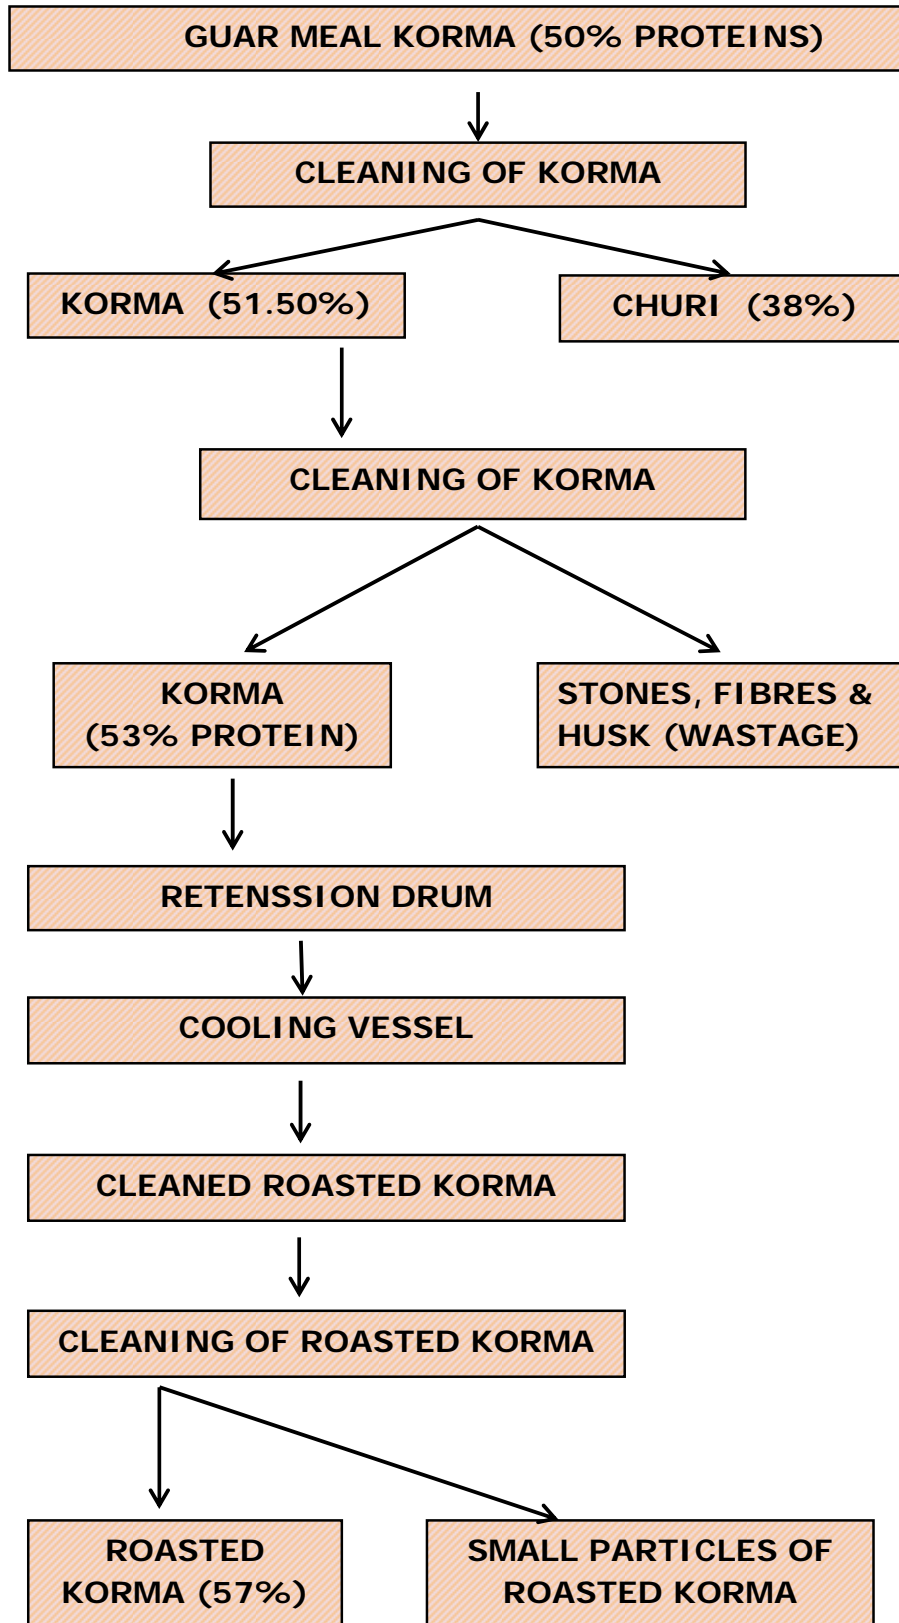 GUAR MEAL KORMA (50% PROTEINS)
CLEANING OF KORMA
KORMA (51.50%)
CHURI (38%)
CLEANING OF KORMA
KORMA
(53% PROTEIN)
STONES, FIBRES &
HUSK (WASTAGE)
RETENSSION DRUM
COOLING VESSEL
CLEANED ROASTED KORMA
CLEANING OF ROASTED KORMA
ROASTED
KORMA (57%)
SMALL PARTICLES OF
ROASTED KORMA